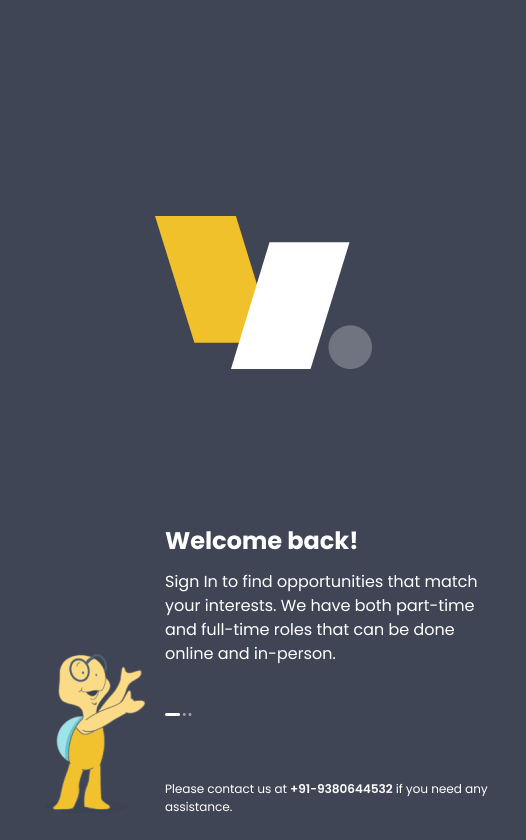 Welcome back!
Sign In to find opportunities that match
your interests. We have both part-time
and full-time roles that can be done
online and in-person.
Please contact us at +91-9380644532 if you need any
assistance.